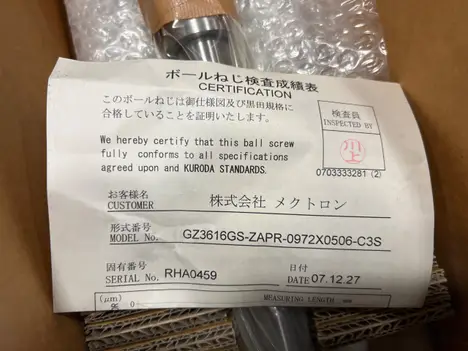 ボールねじ検査成績表
CERTIFICATION
このボールねじは御仕様図及び黒田規格に
合格していることを証明いたします。
We hereby certify that this ball screw
fully conforms to all specifications
agreed upon and KURODA STANDARDS.
検査員
INSPECTED BY
川上
0703333281 (2)
お客様名
CUSTOMER
株式会社 メクトロン
形式番号
MODEL No.
GZ3616GS-ZAPR-0972X0506-C3S
固有番号
SERIAL No.
RHA0459
日付
DATE
07.12.27
(μm)
0
MEASURING LENGTH
mm